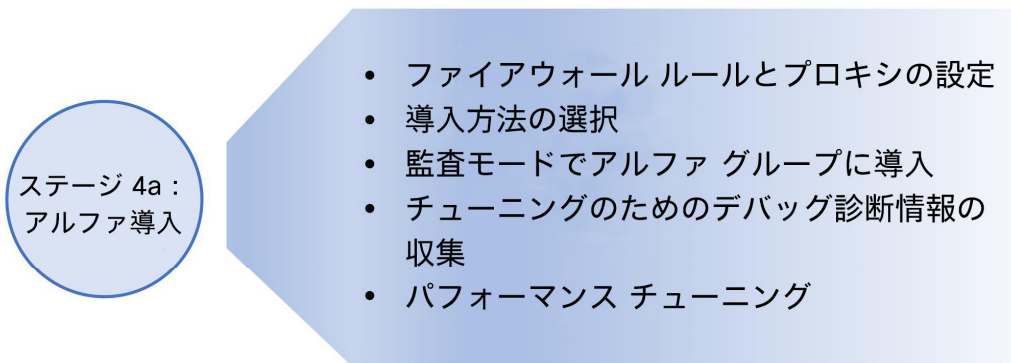 ステージ 4a：
アルファ導入
• ファイアウォール ルールとプロキシの設定
• 導入方法の選択
• 監査モードでアルファ グループに導入
• チューニングのためのデバッグ診断情報の
収集
• パフォーマンス チューニング